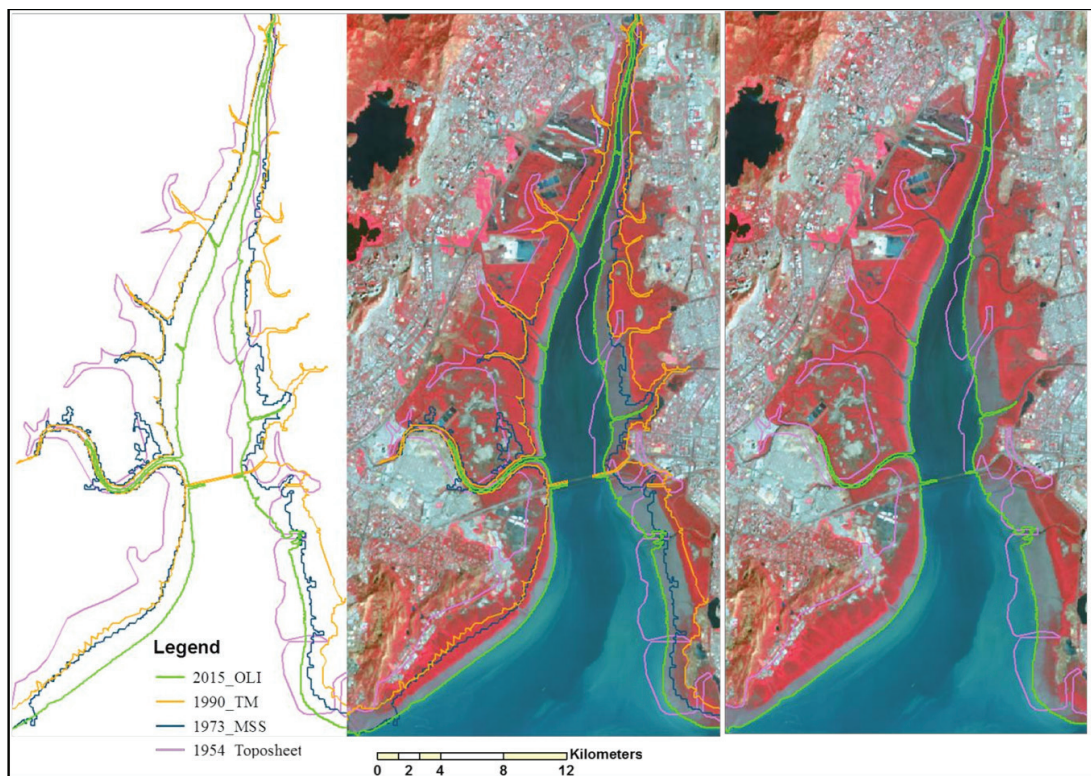 Legend
2015_OLI
1990_TM
1973_MSS
1954 Toposheet
Kilometers
0 2 4 8 12